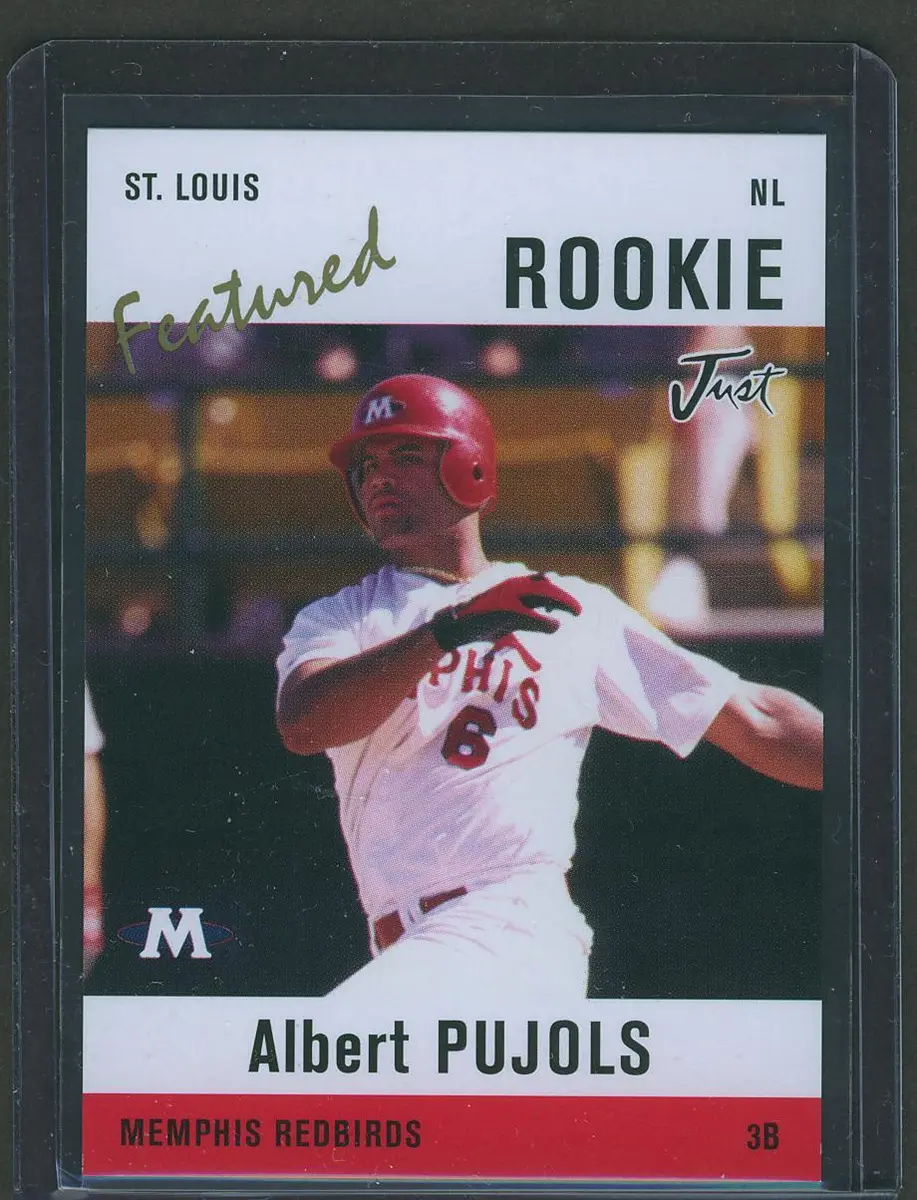 ST. LOUIS
NL
Featured
ROOKIE
Just
M
PHIS
6
M
Albert PUJOLS
MEMPHIS REDBIRDS
3B